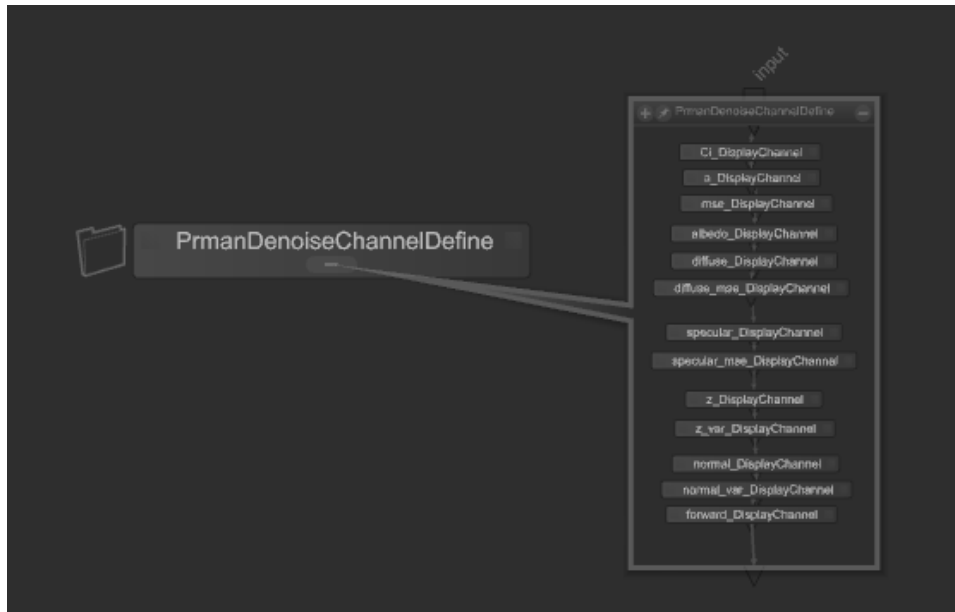 input
PrmanDenoiseChannelDefine
Ci_DisplayChannel
a_DisplayChannel
mse_DisplayChannel
albedo_DisplayChannel
PrmanDenoiseChannelDefine
diffuse_DisplayChannel
diffuse_mse_DisplayChannel
specular_DisplayChannel
specular_mse_DisplayChannel
z_DisplayChannel
z_var_DisplayChannel
normal_DisplayChannel
normal_var_DisplayChannel
forward_DisplayChannel